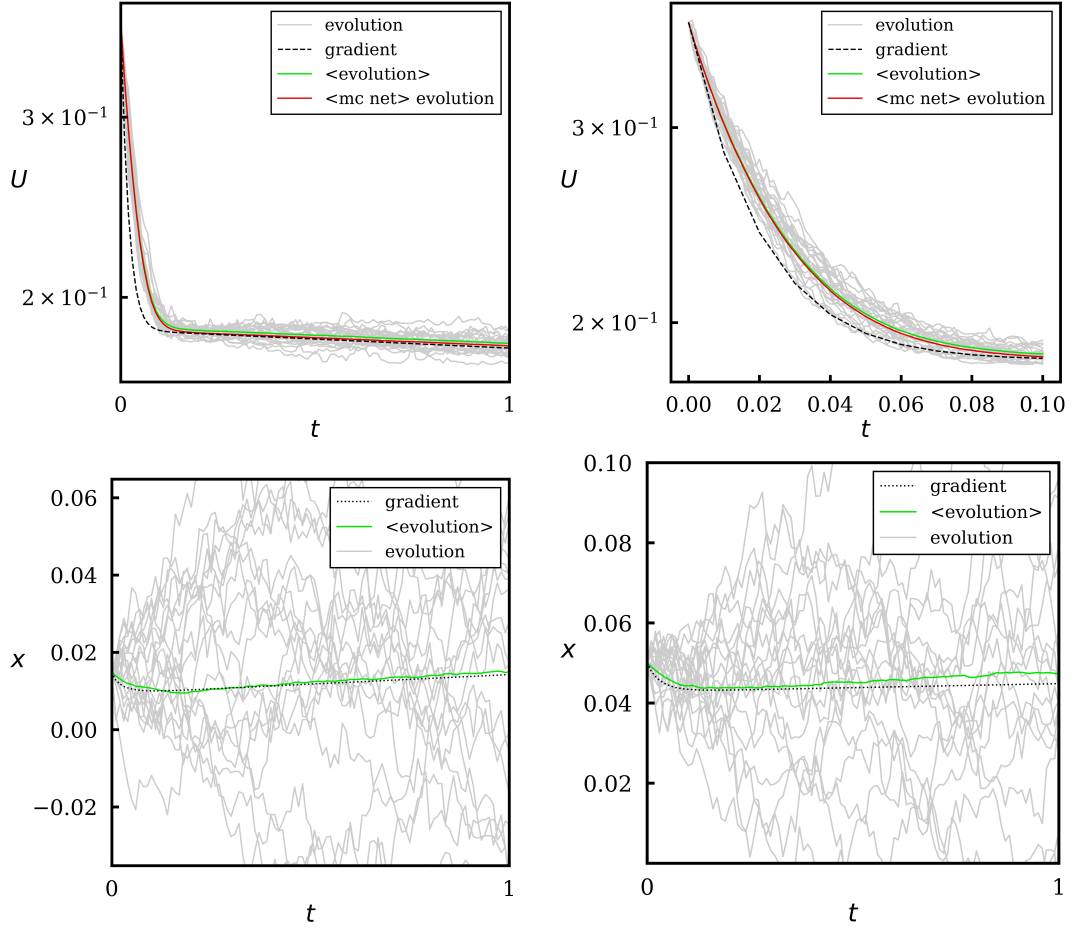 evolution
gradient
<evolution>
<mc net> evolution
3 × 10⁻¹
U
2 × 10⁻¹
0
1
t
evolution
gradient
<evolution>
<mc net> evolution
3 × 10⁻¹
U
2 × 10⁻¹
0.00 0.02 0.04 0.06 0.08 0.10
t
0.06
gradient
<evolution>
evolution
0.04
0.02
x
0.00
−0.02
0
1
t
0.10
gradient
<evolution>
evolution
0.08
0.06
x
0.04
0.02
0
1
t